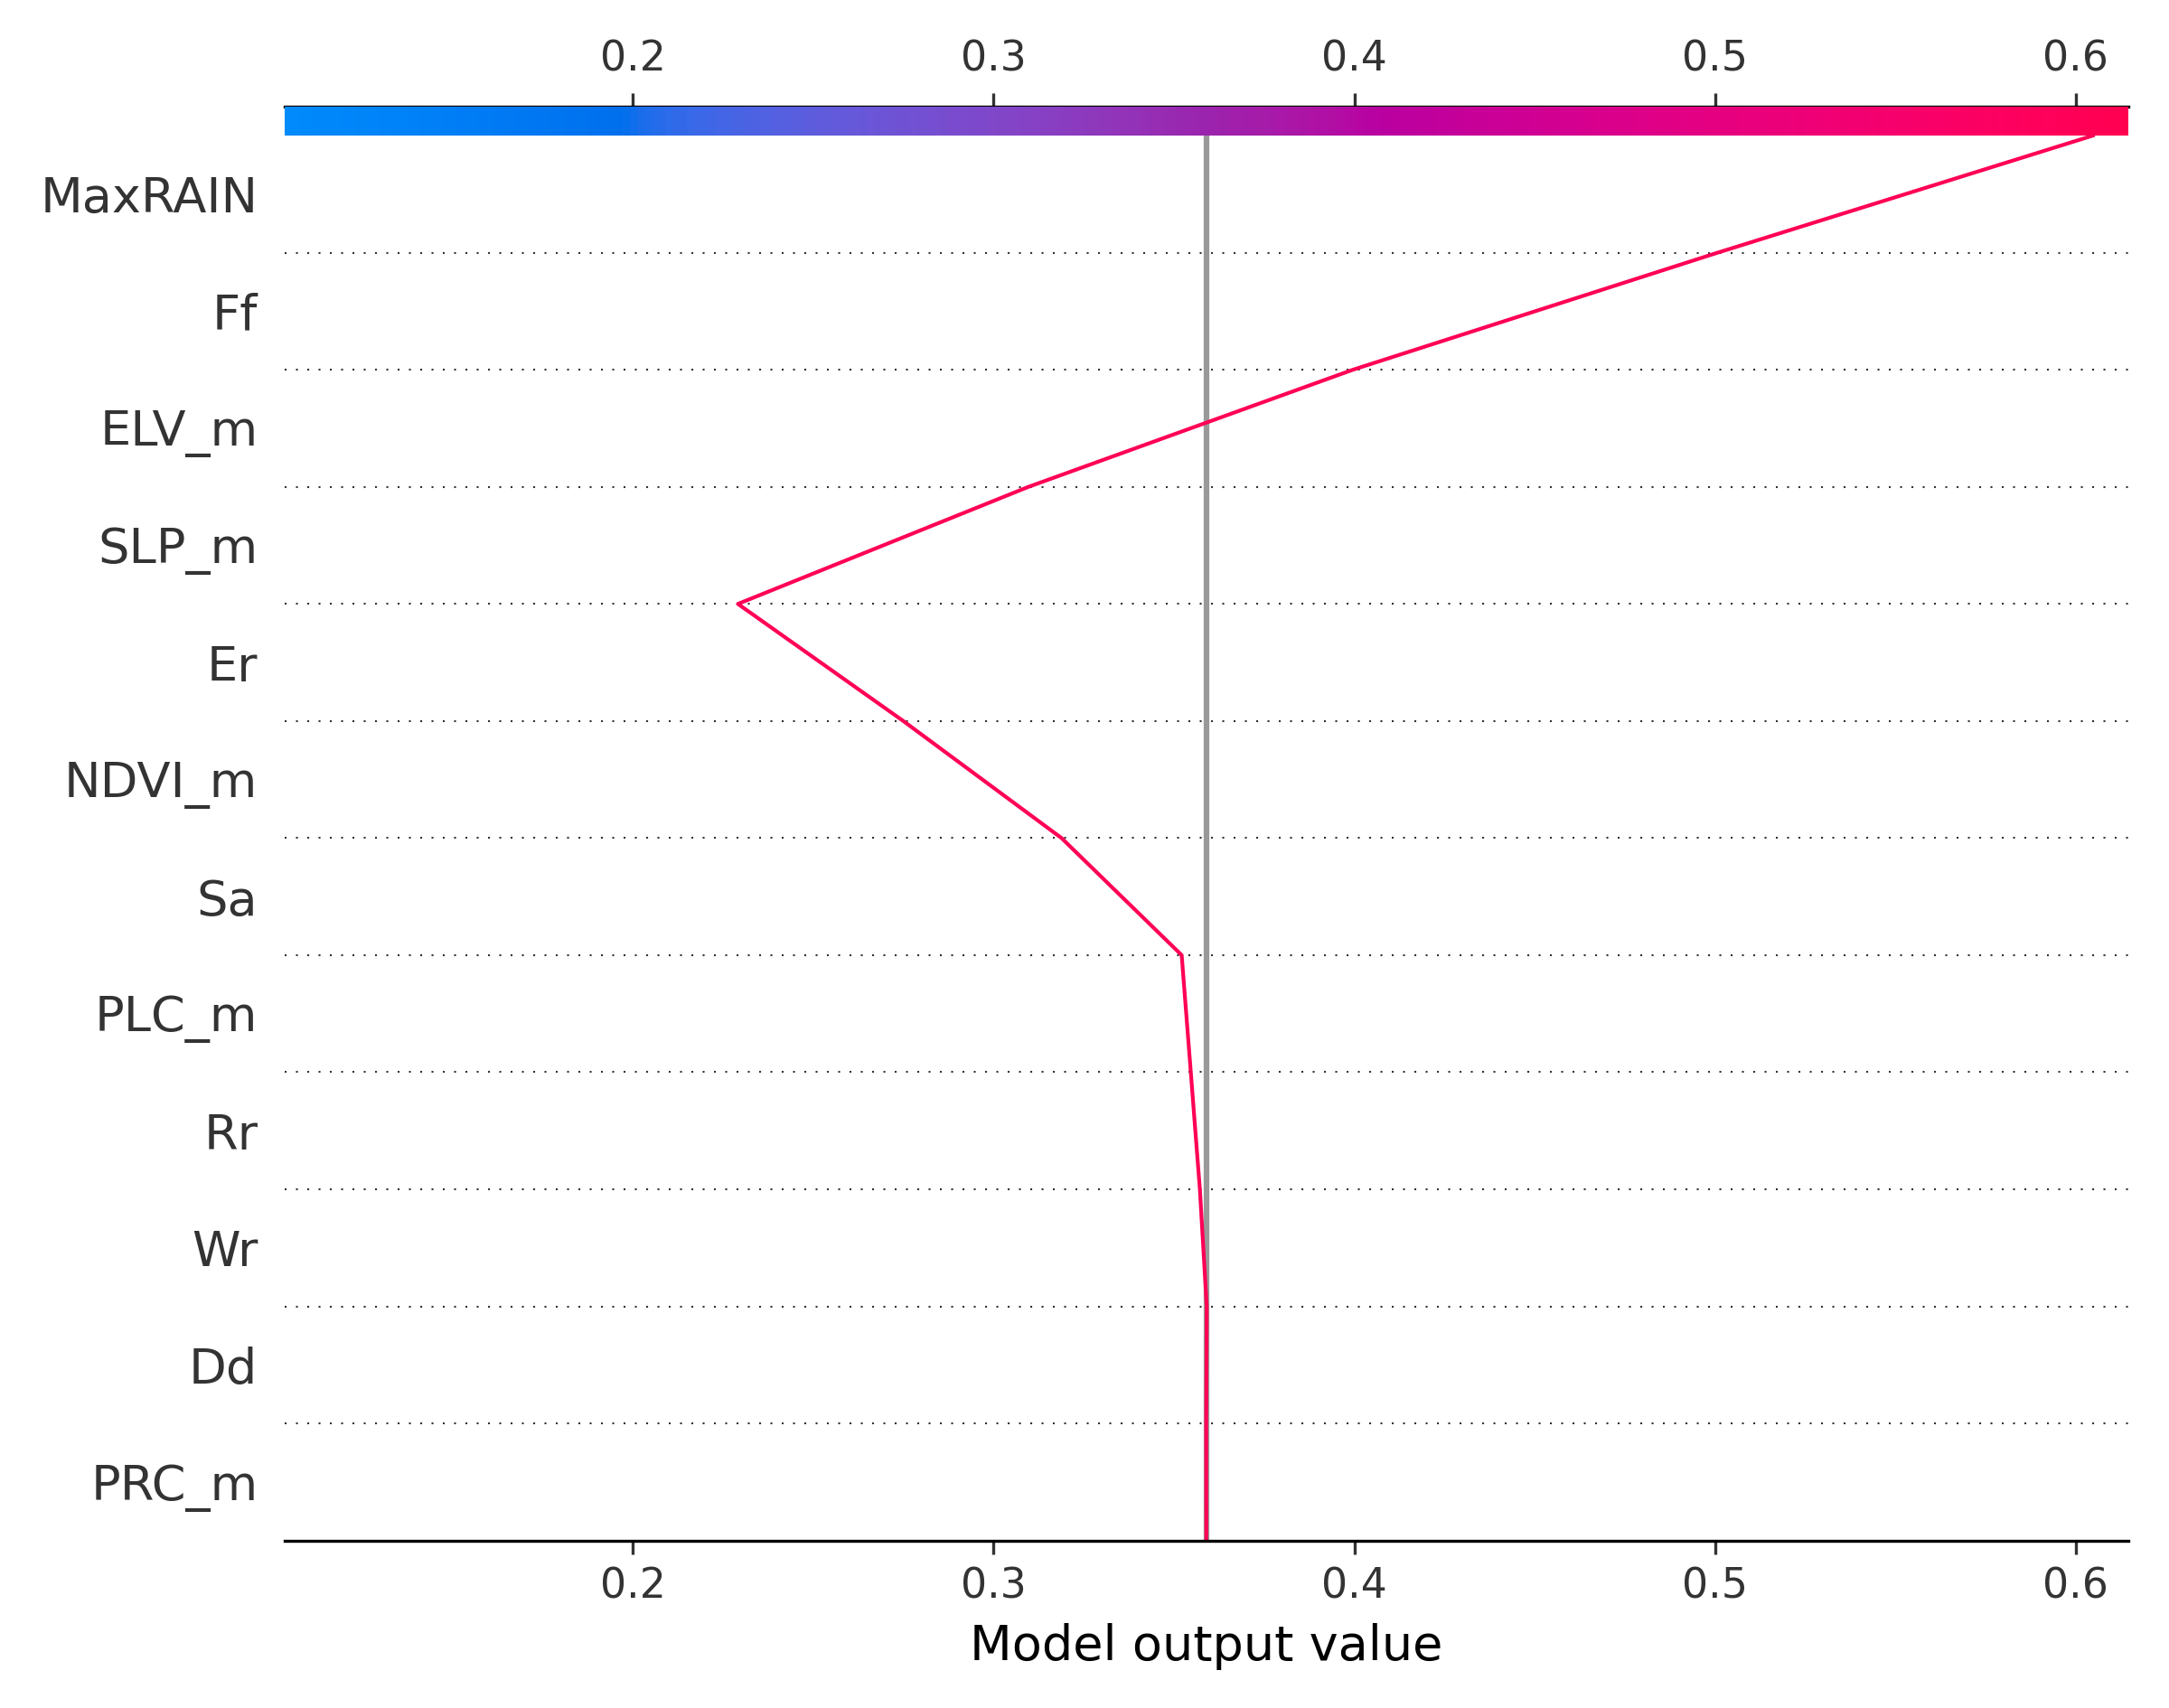 0.2 0.3 0.4 0.5 0.6
MaxRAIN
Ff
ELV_m
SLP_m
Er
NDVI_m
Sa
PLC_m
Rr
Wr
Dd
PRC_m
0.2 0.3 0.4 0.5 0.6
Model output value